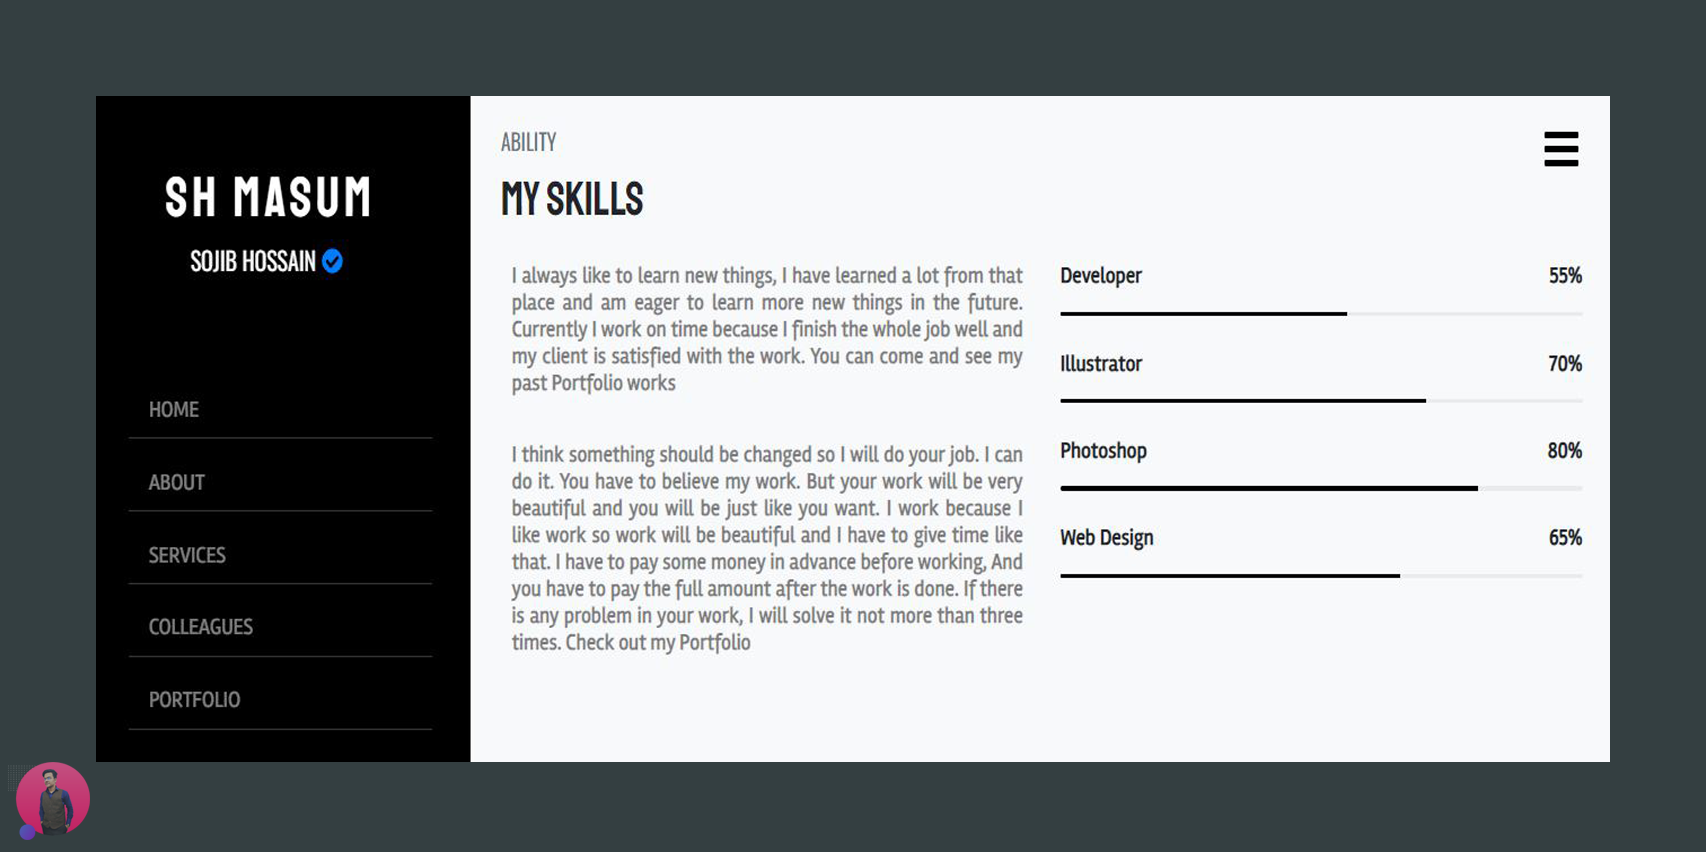 SH MASUM
SOJIB HOSSAIN
HOME
ABOUT
SERVICES
COLLEAGUES
PORTFOLIO
ABILITY
MY SKILLS
I always like to learn new things, I have learned a lot from that
place and am eager to learn more new things in the future.
Currently I work on time because I finish the whole job well and
my client is satisfied with the work. You can come and see my
past Portfolio works
I think something should be changed so I will do your job. I can
do it. You have to believe my work. But your work will be very
beautiful and you will be just like you want. I work because I
like work so work will be beautiful and I have to give time like
that. I have to pay some money in advance before working, And
you have to pay the full amount after the work is done. If there
is any problem in your work, I will solve it not more than three
times. Check out my Portfolio
Developer 55%
Illustrator 70%
Photoshop 80%
Web Design 65%